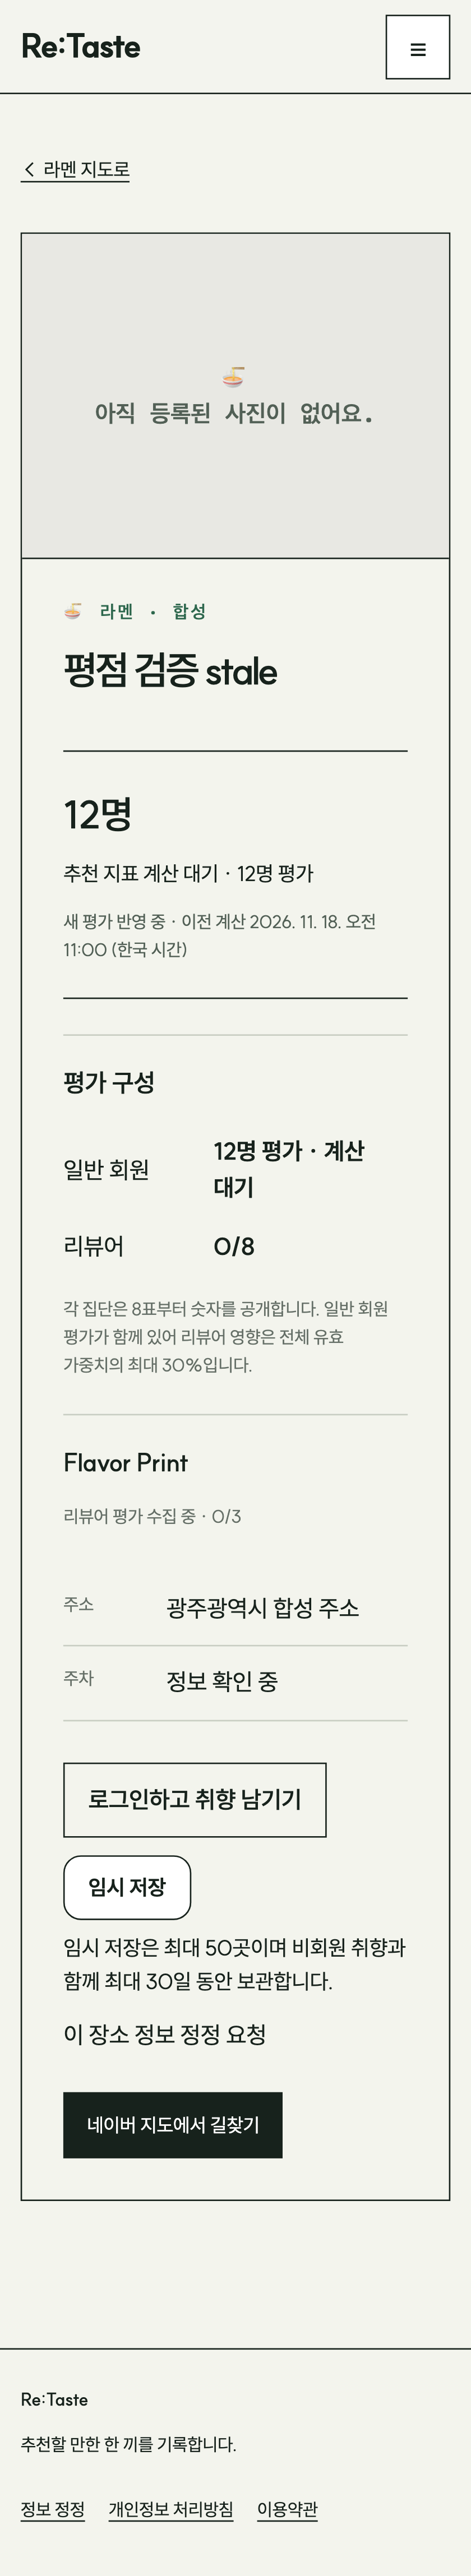 Re:Taste
≡
< 라멘 지도로
🍜
아직 등록된 사진이 없어요.
🍜 라멘 · 합성
평점 검증 stale
12명
추천 지표 계산 대기 · 12명 평가
새 평가 반영 중 · 이전 계산 2026. 11. 18. 오전
11:00 (한국 시간)
평가 구성
일반 회원
12명 평가 · 계산
대기
리뷰어
0/8
각 집단은 8표부터 숫자를 공개합니다. 일반 회원
평가가 함께 있어 리뷰어 영향은 전체 유효
가중치의 최대 30%입니다.
Flavor Print
리뷰어 평가 수집 중 · 0/3
주소
광주광역시 합성 주소
주차
정보 확인 중
로그인하고 취향 남기기
임시 저장
임시 저장은 최대 50곳이며 비회원 취향과
함께 최대 30일 동안 보관합니다.
이 장소 정보 정정 요청
네이버 지도에서 길찾기
Re:Taste
추천할 만한 한 끼를 기록합니다.
정보 정정 개인정보 처리방침 이용약관